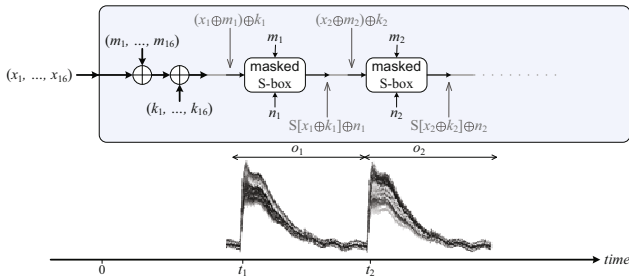 (x₁⊕m₁)⊕k₁
(x₂⊕m₂)⊕k₂
(m₁, ..., m₁₆)
m₁
m₂
(x₁, ..., x₁₆)
masked
S-box
masked
S-box
(k₁, ..., k₁₆)
n₁
n₂
S[x₁⊕k₁]⊕n₁
S[x₂⊕k₂]⊕n₂
o₁
o₂
0
t₁
t₂
time